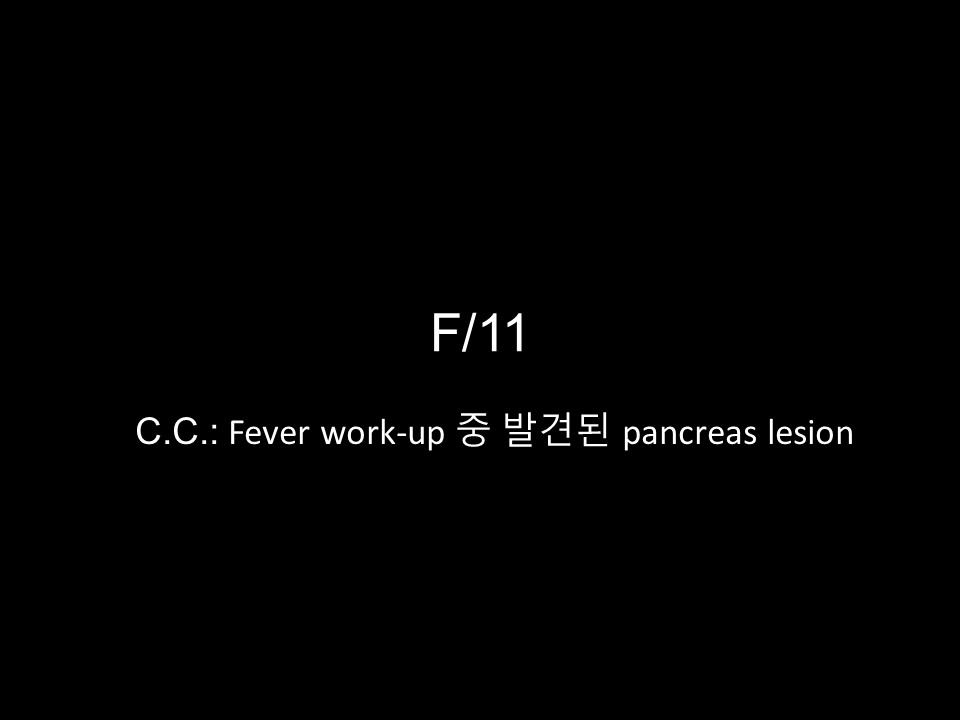 F/11
C.C.: Fever work-up 중 발견된 pancreas lesion